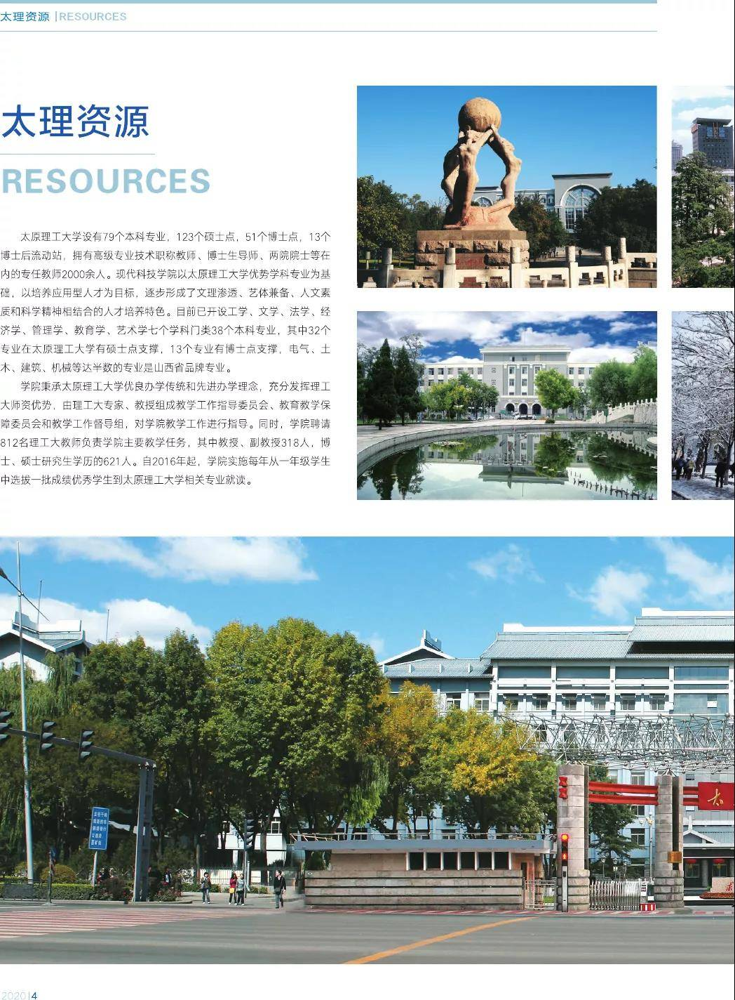 太理资源 | RESOURCES
太理资源
RESOURCES
太原理工大学设有79个本科专业，123个硕士点，51个博士点，13个
博士后流动站，拥有高级专业技术职称教师、博士生导师、两院院士等在
内的专任教师2000余人。现代科技学院以太原理工大学优势学科专业为基
础，以培养应用型人才为目标，逐步形成了文理渗透、艺体兼备、人文素
质和科学精神相结合的人才培养特色。目前已开设工学、文学、法学、经
济学、管理学、教育学、艺术学七个学科门类38个本科专业，其中32个
专业在太原理工大学有硕士点支撑，13个专业有博士点支撑，电气、土
木、建筑、机械等达半数的专业是山西省品牌专业。
学院秉承太原理工大学优良办学传统和先进办学理念，充分发挥理工
大师资优势，由理工大专家、教授组成教学工作指导委员会、教育教学保
障委员会和教学工作督导组，对学院教学工作进行指导。同时，学院聘请
812名理工大教师负责学院主要教学任务，其中教授、副教授318人，博
士、硕士研究生学历的621人。自2016年起，学院实施每年从一年级学生
中选拔一批成绩优秀学生到太原理工大学相关专业就读。
太
2020 | 4